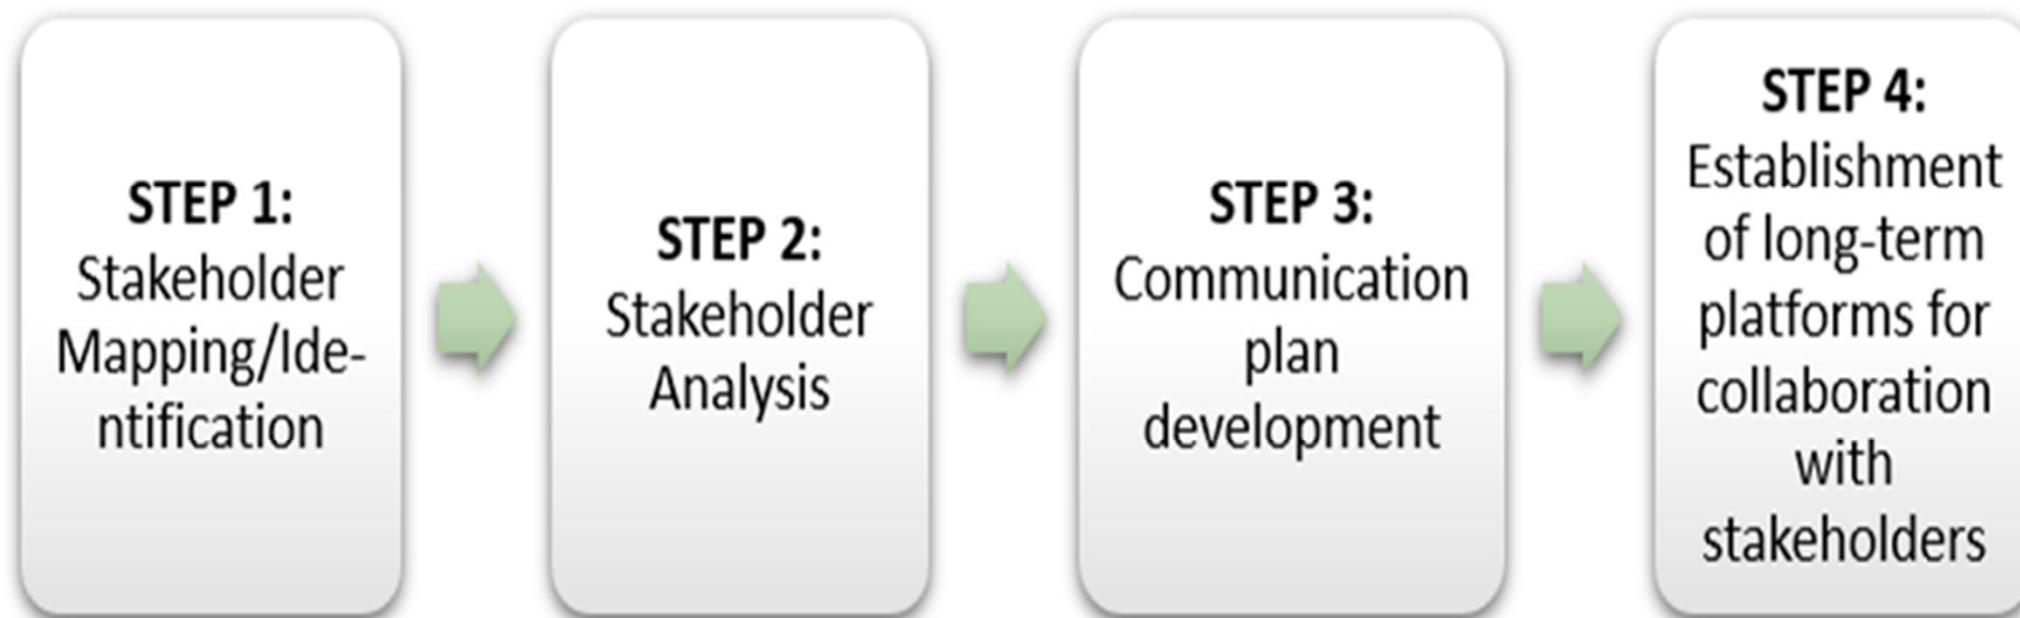 STEP 1:
Stakeholder
Mapping/Ide-
ntification
STEP 2:
Stakeholder
Analysis
STEP 3:
Communication
plan
development
STEP 4:
Establishment
of long-term
platforms for
collaboration
with
stakeholders